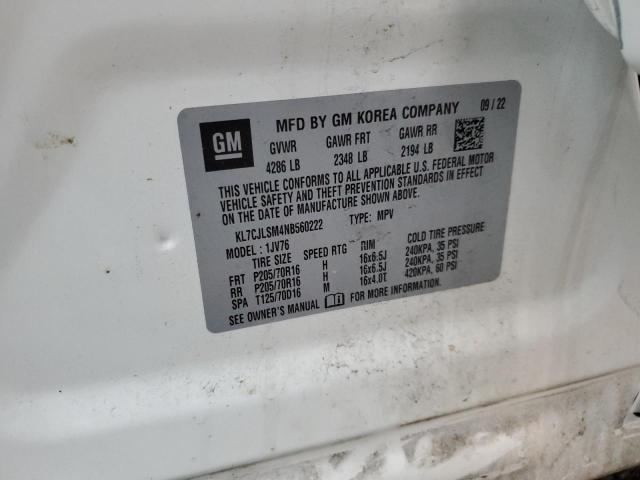 GM
MFD BY GM KOREA COMPANY 09/22
GVWR GAWR FRT GAWR RR
4286 LB 2348 LB 2194 LB
THIS VEHICLE CONFORMS TO ALL APPLICABLE U.S. FEDERAL MOTOR
VEHICLE SAFETY AND THEFT PREVENTION STANDARDS IN EFFECT
ON THE DATE OF MANUFACTURE SHOWN ABOVE.
KL7CJLSM4NB560222 TYPE: MPV
MODEL: 1JV76
TIRE SIZE SPEED RTG RIM COLD TIRE PRESSURE
FRT P205/70R16 H 16x6.5J 240KPA, 35 PSI
RR P205/70R16 H 16x6.5J 240KPA, 35 PSI
SPA T125/70D16 M 16x4.0T 420KPA, 60 PSI
SEE OWNER'S MANUAL FOR MORE INFORMATION.